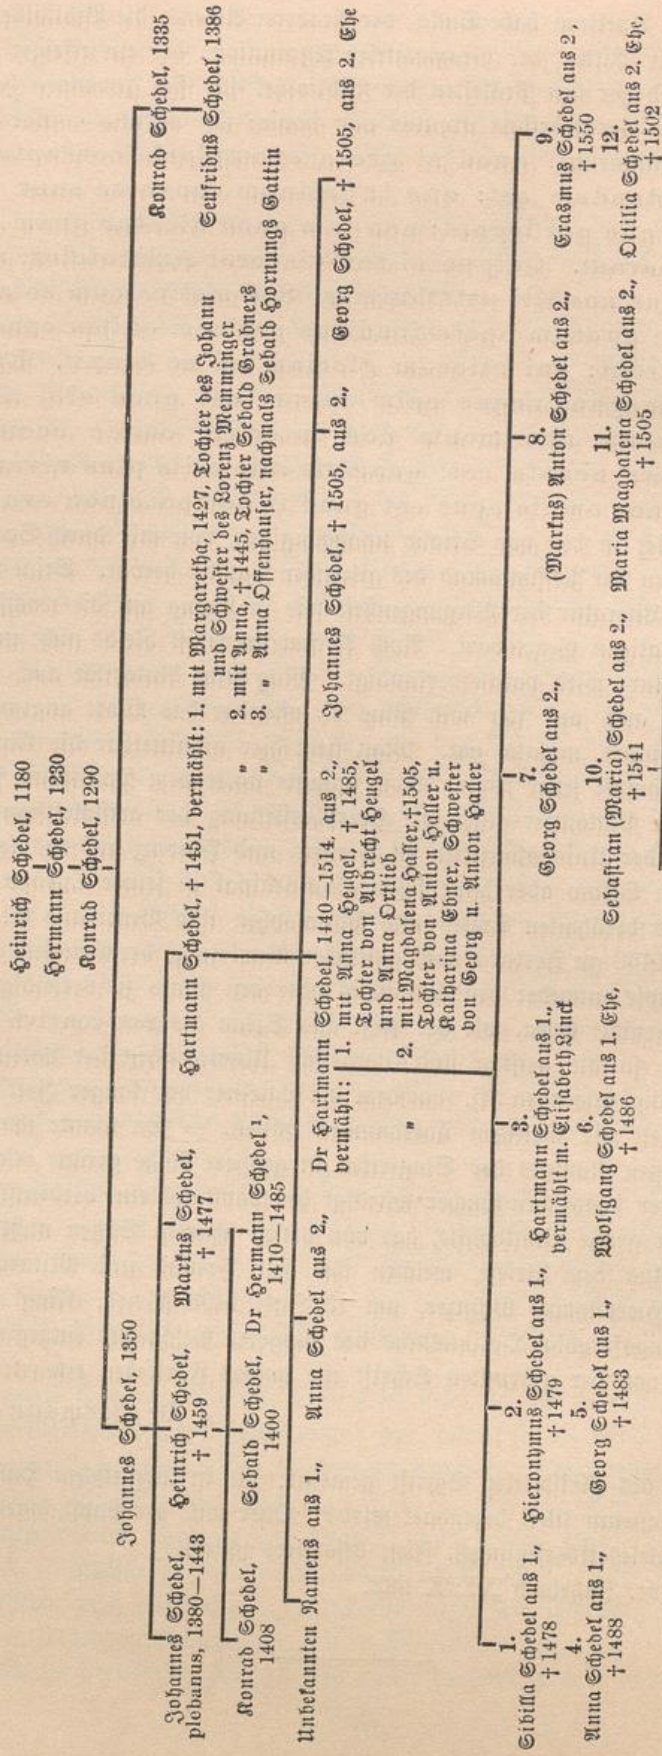 Heinrich Schedel, 1180
Hermann Schedel, 1230
Konrad Schedel, 1290
Johannes Schedel, 1350
Konrad Schedel, 1335
Seufridus Schedel, 1386
Johannes Schedel,
plobanus, 1380—1443
Heinrich Schedel,
† 1459
Markus Schedel,
† 1477
Hartmann Schedel, † 1451, vermählt: 1. mit Margaretha, 1427, Tochter des Johann
und Schwester des Lorenz Memminger
" 2. mit Anna, † 1445, Tochter Sebald Grabners
" 3. " Anna Offenhauser, nachmals Sebald Hornungs Gattin
Konrad Schedel,
1408
Sebald Schedel,
1400
Dr Hermann Schedel ¹,
1410—1485
Unbekannten Namens aus 1.,
Anna Schedel aus 2.,
Dr Hartmann Schedel, 1440—1514, aus 2.,
vermählt: 1. mit Anna Heugel, † 1485,
Tochter von Albrecht Heugel
und Anna Ortlieb
" 2. mit Magdalena Haller, † 1505,
Tochter von Anton Haller u.
Katharina Ebner, Schwester
von Georg u. Anton Haller
Johannes Schedel, † 1505, aus 2.,
Georg Schedel, † 1505, aus 2. Ehe
1.
Sibilla Schedel aus 1.,
† 1478
2.
Hieronymus Schedel aus 1.,
† 1479
3.
Hartmann Schedel aus 1.,
vermählt m. Elisabeth Linck
7.
Georg Schedel aus 2.,
8.
(Markus) Anton Schedel aus 2.,
9.
Erasmus Schedel aus 2,
† 1550
4.
Anna Schedel aus 1.,
† 1488
5.
Georg Schedel aus 1.,
† 1483
6.
Wolfgang Schedel aus 1. Ehe,
† 1486
10.
Sebastian (Maria) Schedel aus 2.,
† 1541
11.
Maria Magdalena Schedel aus 2.,
† 1505
12.
Ottilia Schedel aus 2. Ehe,
† 1502